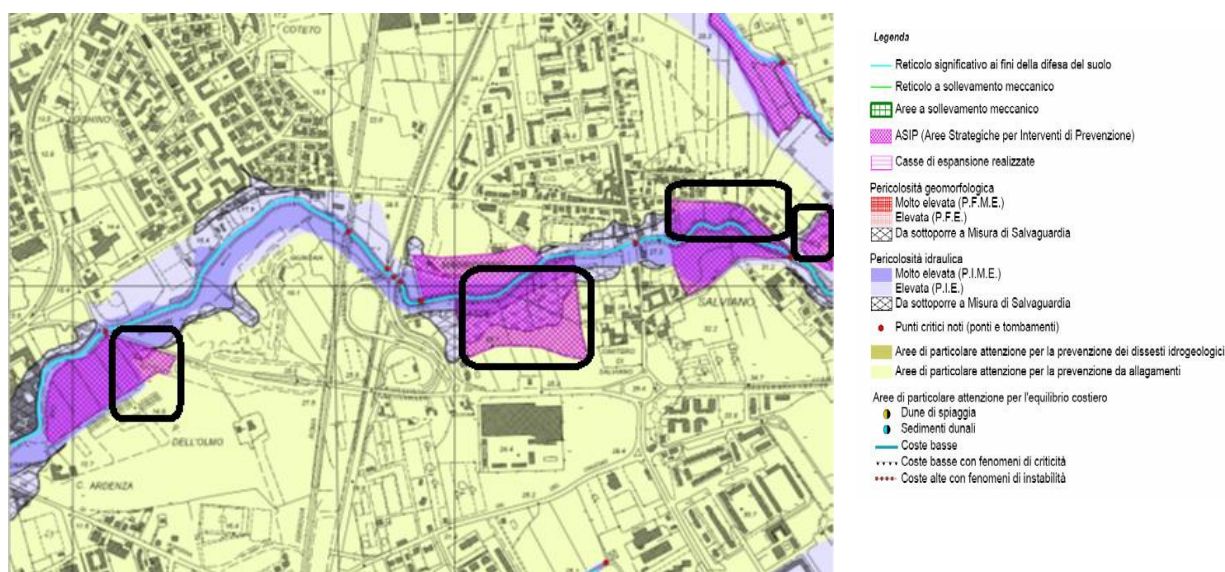 COTETO
SALVIANO
CIMITERO DI
SALVIANO
DELL'OLMO
C. ARDENZA
Legenda
Reticolo significativo ai fini della difesa del suolo
Reticolo a sollevamento meccanico
Aree a sollevamento meccanico
ASIP (Aree Strategiche per Interventi di Prevenzione)
Casse di espansione realizzate
Pericolosità geomorfologica
Molto elevata (P.F.M.E.)
Elevata (P.F.E.)
Da sottoporre a Misura di Salvaguardia
Pericolosità idraulica
Molto elevata (P.I.M.E.)
Elevata (P.I.E.)
Da sottoporre a Misura di Salvaguardia
Punti critici noti (ponti e tombamenti)
Aree di particolare attenzione per la prevenzione dei dissesti idrogeologici
Aree di particolare attenzione per la prevenzione da allagamenti
Aree di particolare attenzione per l'equilibrio costiero
Dune di spiaggia
Sedimenti dunali
Coste basse
Coste basse con fenomeni di criticità
Coste alte con fenomeni di instabilità